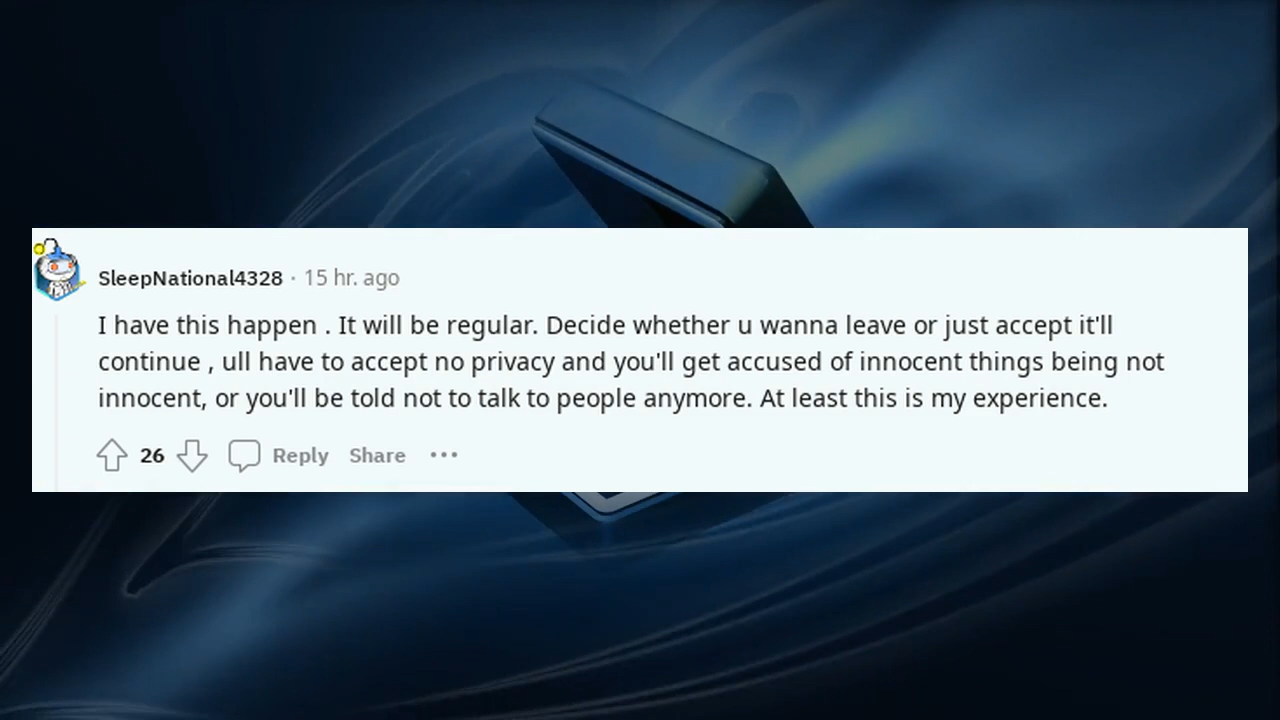 SleepNational4328 · 15 hr. ago
I have this happen . It will be regular. Decide whether u wanna leave or just accept it'll
continue , ull have to accept no privacy and you'll get accused of innocent things being not
innocent, or you'll be told not to talk to people anymore. At least this is my experience.
26 Reply Share ···